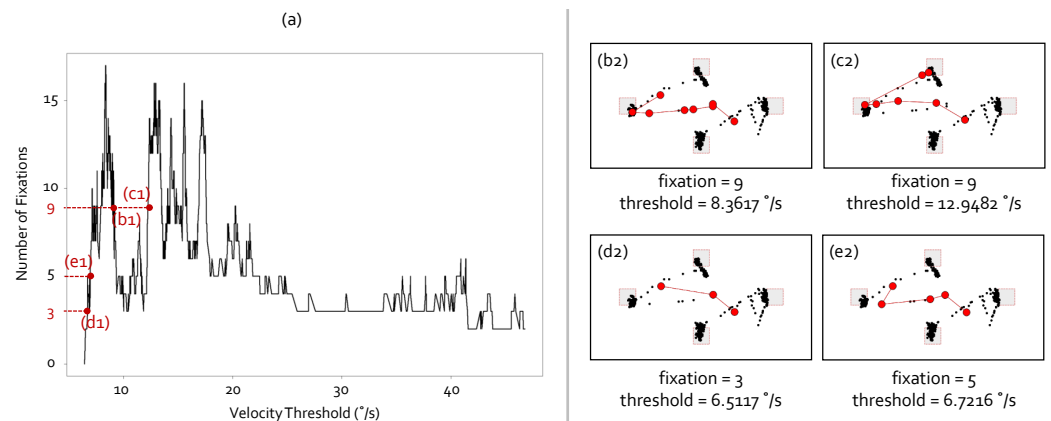 (a)
Number of Fixations
15
10
9
5
3
0
(c1)
(b1)
(e1)
(d1)
10
20
30
40
Velocity Threshold (˚/s)
(b2)
fixation = 9
threshold = 8.3617 ˚/s
(c2)
fixation = 9
threshold = 12.9482 ˚/s
(d2)
fixation = 3
threshold = 6.5117 ˚/s
(e2)
fixation = 5
threshold = 6.7216 ˚/s